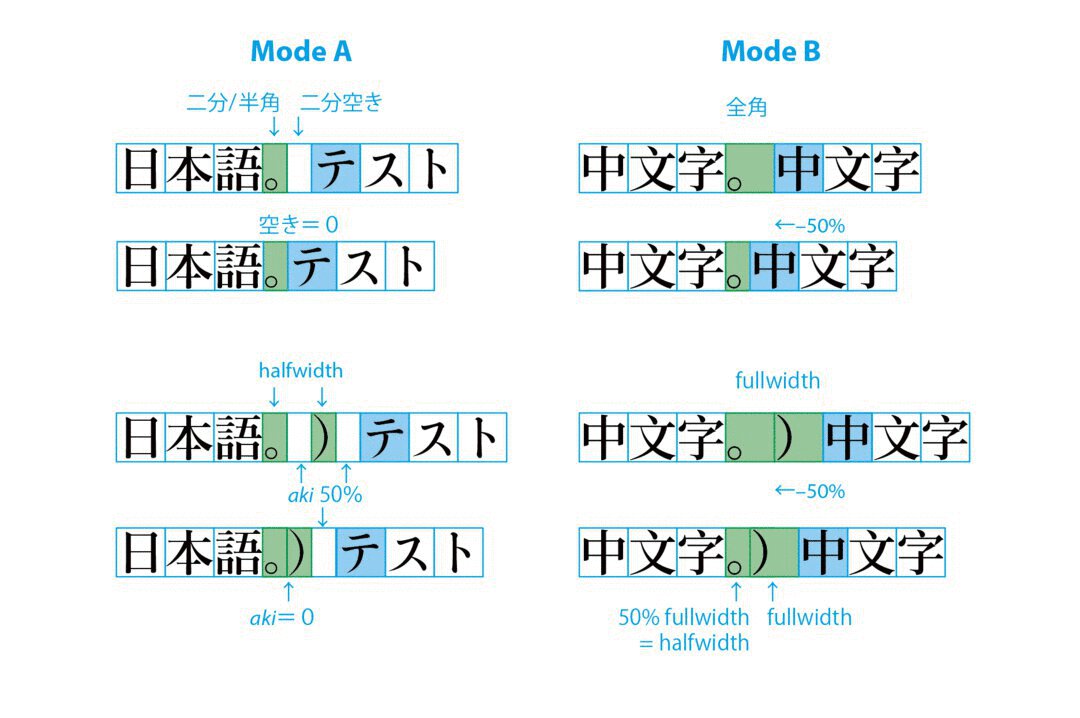 Mode A
二分/半角 二分空き
日本語。テスト
空き＝0
日本語。テスト
halfwidth
日本語。）テスト
aki 50%
日本語。）テスト
aki＝0
Mode B
全角
中文字。中文字
←–50%
中文字。中文字
fullwidth
中文字。）中文字
←–50%
中文字。）中文字
50% fullwidth fullwidth
= halfwidth